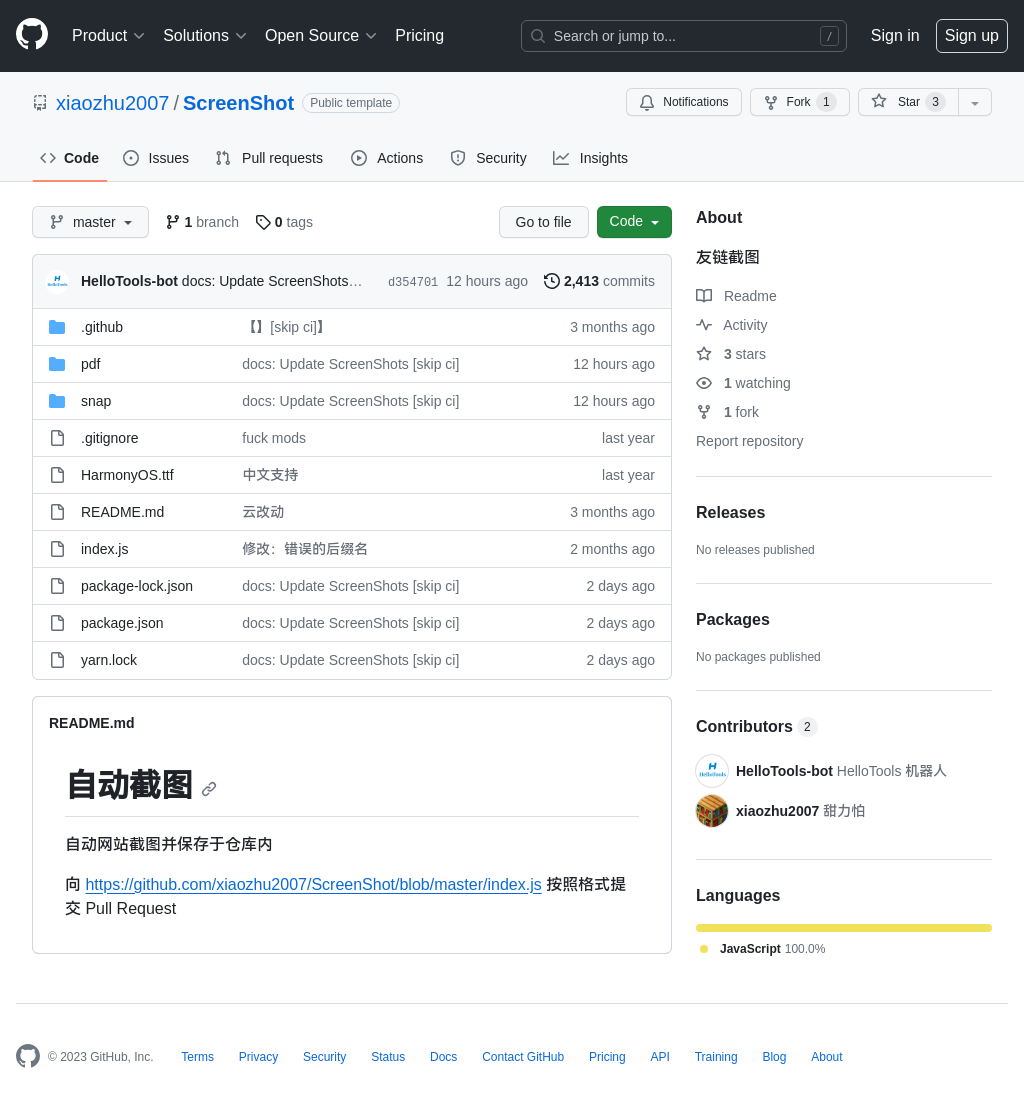 Product Solutions Open Source Pricing Search or jump to... / Sign in Sign up
xiaozhu2007 / ScreenShot Public template Notifications Fork 1 Star 3
Code Issues Pull requests Actions Security Insights
master 1 branch 0 tags Go to file Code
HelloTools-bot docs: Update ScreenShots… d354701 12 hours ago 2,413 commits
.github 【】[skip ci]】 3 months ago
pdf docs: Update ScreenShots [skip ci] 12 hours ago
snap docs: Update ScreenShots [skip ci] 12 hours ago
.gitignore fuck mods last year
HarmonyOS.ttf 中文支持 last year
README.md 云改动 3 months ago
index.js 修改：错误的后缀名 2 months ago
package-lock.json docs: Update ScreenShots [skip ci] 2 days ago
package.json docs: Update ScreenShots [skip ci] 2 days ago
yarn.lock docs: Update ScreenShots [skip ci] 2 days ago
README.md
自动截图
自动网站截图并保存于仓库内
向 https://github.com/xiaozhu2007/ScreenShot/blob/master/index.js 按照格式提
交 Pull Request
About
友链截图
Readme
Activity
3 stars
1 watching
1 fork
Report repository
Releases
No releases published
Packages
No packages published
Contributors 2
HelloTools-bot HelloTools 机器人
xiaozhu2007 甜力怕
Languages
JavaScript 100.0%
© 2023 GitHub, Inc. Terms Privacy Security Status Docs Contact GitHub Pricing API Training Blog About